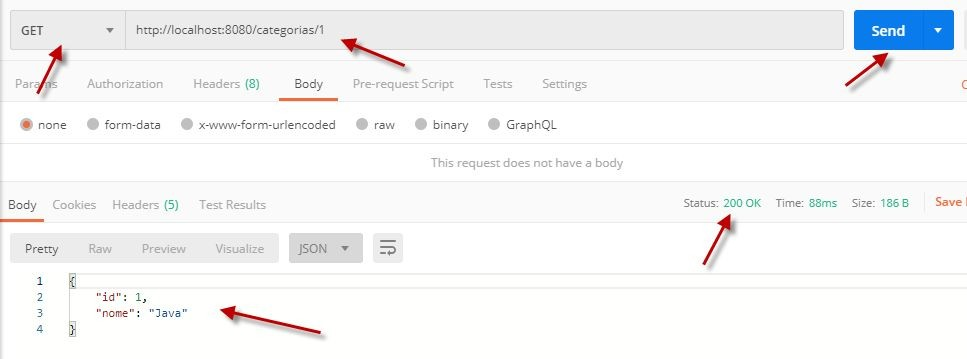 GET http://localhost:8080/categorias/1 Send
Params Authorization Headers (8) Body Pre-request Script Tests Settings
none form-data x-www-form-urlencoded raw binary GraphQL
This request does not have a body
Body Cookies Headers (5) Test Results Status: 200 OK Time: 88ms Size: 186 B Save
Pretty Raw Preview Visualize JSON
1 {
2 "id": 1,
3 "nome": "Java"
4 }